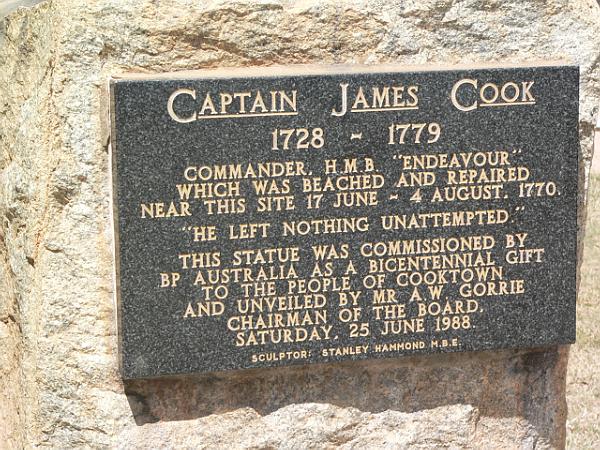 CAPTAIN JAMES COOK
1728 ~ 1779
COMMANDER, H.M.B. "ENDEAVOUR"
WHICH WAS BEACHED AND REPAIRED
NEAR THIS SITE 17 JUNE ~ 4 AUGUST, 1770.
"HE LEFT NOTHING UNATTEMPTED."
THIS STATUE WAS COMMISSIONED BY
BP AUSTRALIA AS A BICENTENNIAL GIFT
TO THE PEOPLE OF COOKTOWN
AND UNVEILED BY MR A.W. GORRIE
CHAIRMAN OF THE BOARD,
SATURDAY, 25 JUNE 1988.
SCULPTOR: STANLEY HAMMOND M.B.E.